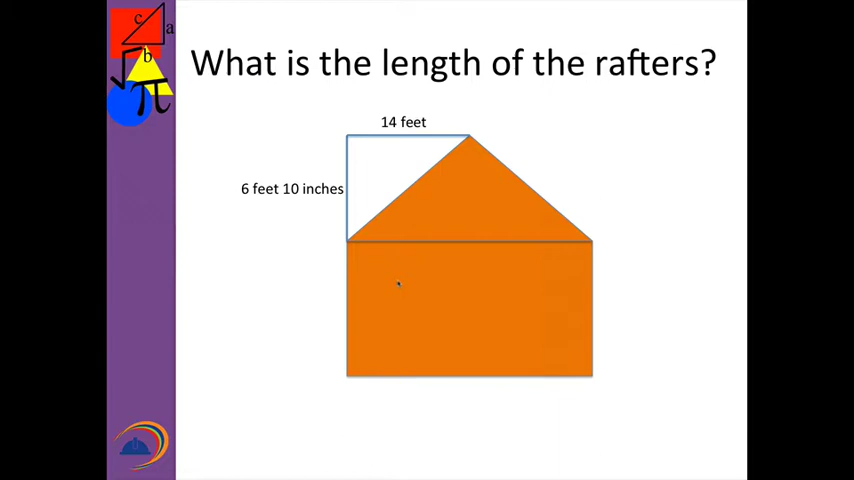 c
a
b
√π
What is the length of the rafters?
14 feet
6 feet 10 inches